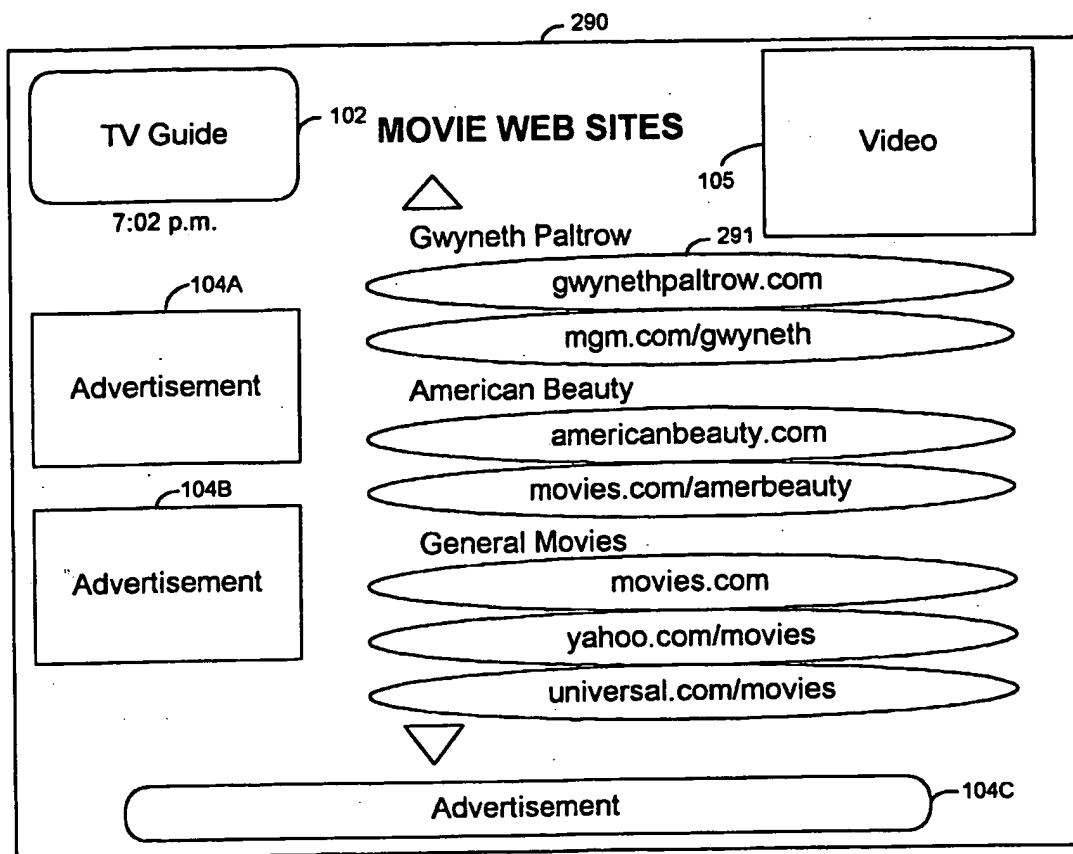 290
TV Guide
102
MOVIE WEB SITES
Video
105
7:02 p.m.
Gwyneth Paltrow
291
gwynethpaltrow.com
mgm.com/gwyneth
104A
Advertisement
American Beauty
americanbeauty.com
movies.com/amerbeauty
104B
Advertisement
General Movies
movies.com
yahoo.com/movies
universal.com/movies
Advertisement
104C